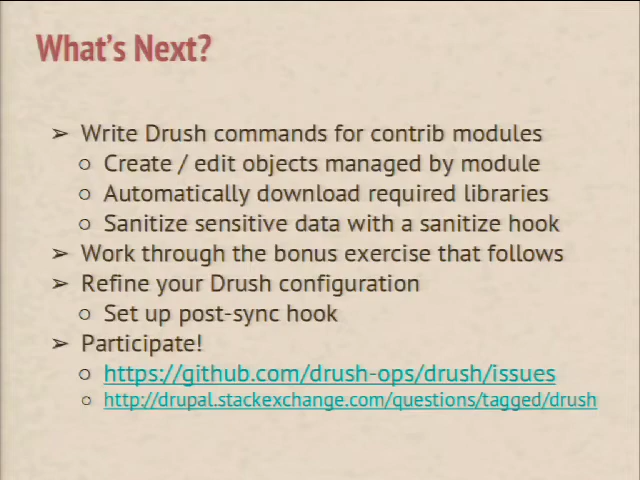 What's Next?
➢ Write Drush commands for contrib modules
○ Create / edit objects managed by module
○ Automatically download required libraries
○ Sanitize sensitive data with a sanitize hook
➢ Work through the bonus exercise that follows
➢ Refine your Drush configuration
○ Set up post-sync hook
➢ Participate!
○ https://github.com/drush-ops/drush/issues
○ http://drupal.stackexchange.com/questions/tagged/drush